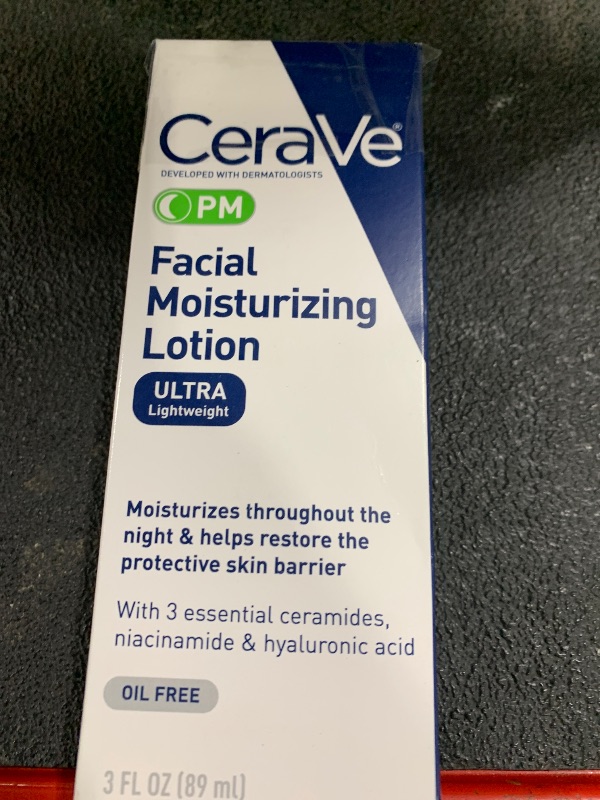 CeraVe®
DEVELOPED WITH DERMATOLOGISTS
PM
Facial
Moisturizing
Lotion
ULTRA
Lightweight
Moisturizes throughout the
night & helps restore the
protective skin barrier
With 3 essential ceramides,
niacinamide & hyaluronic acid
OIL FREE
3 FL OZ (89 ml)